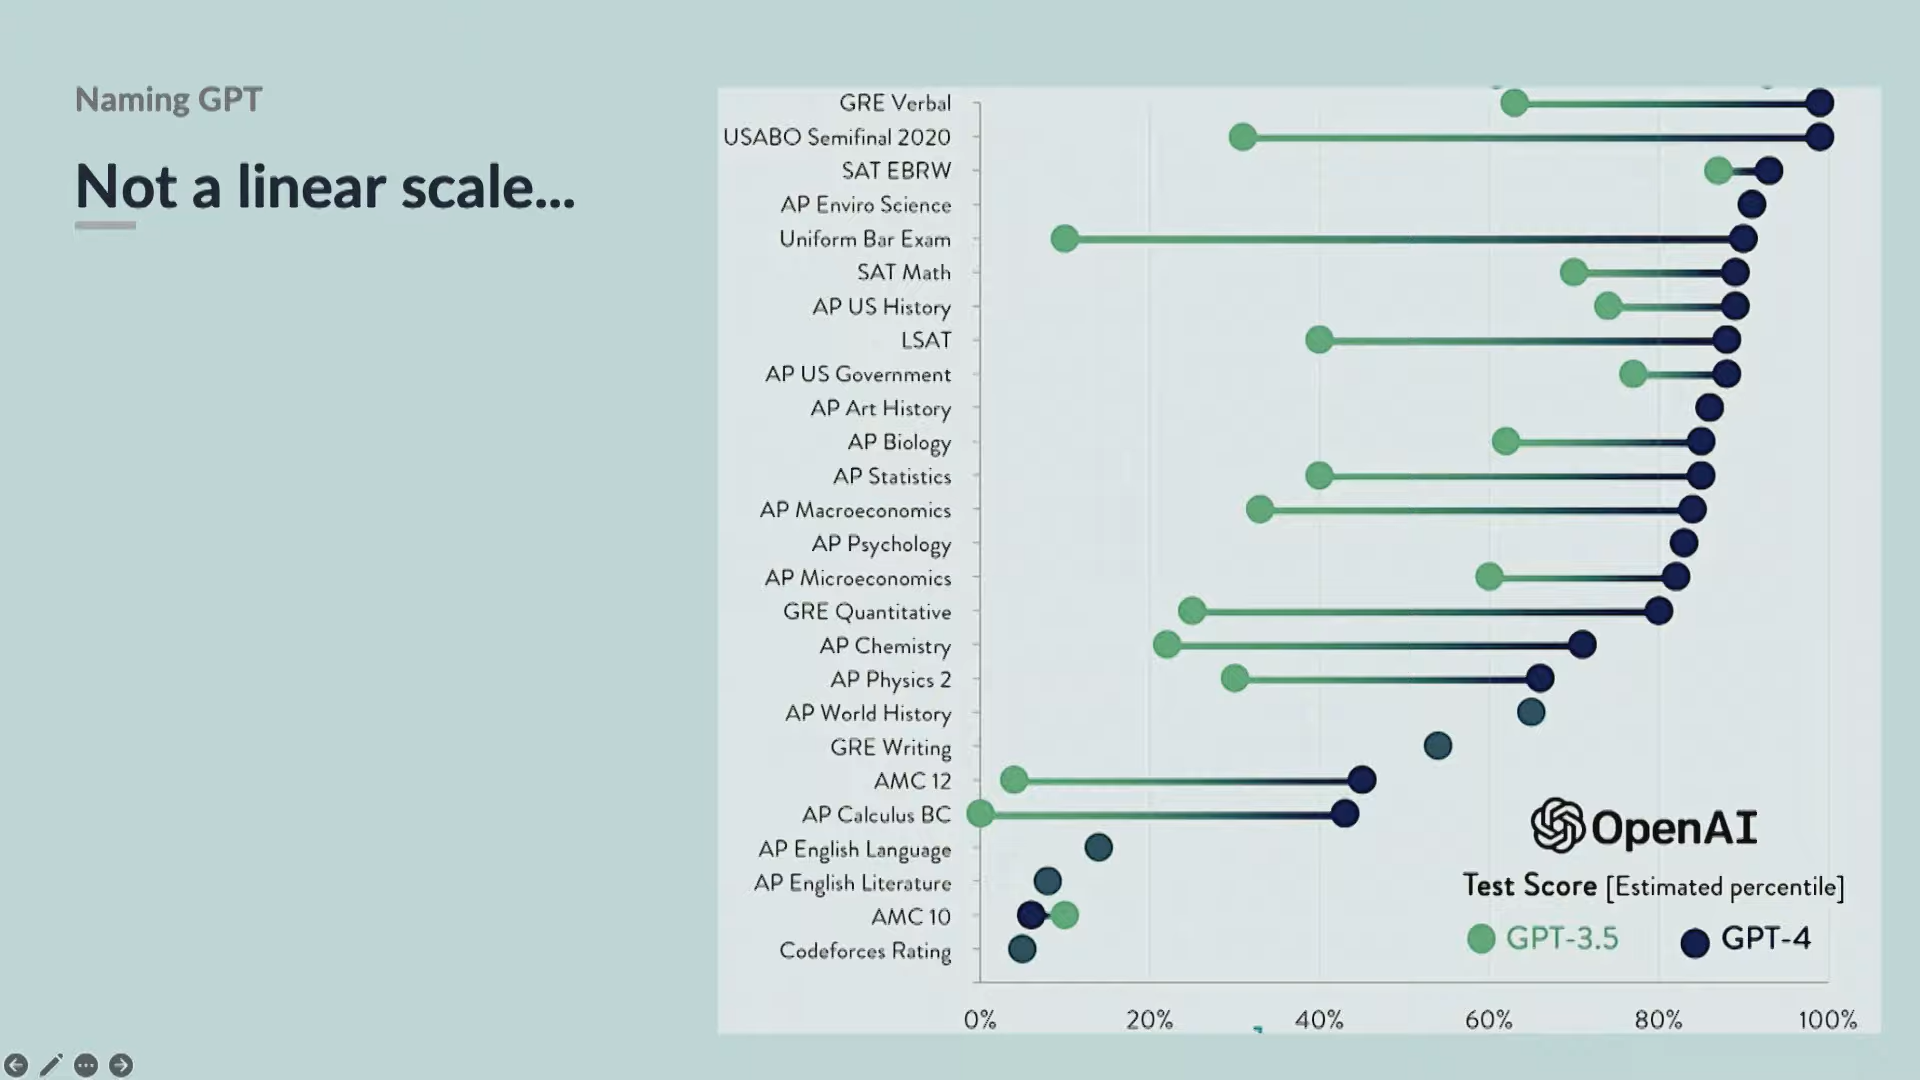 Naming GPT
Not a linear scale...
GRE Verbal
USABO Semifinal 2020
SAT EBRW
AP Enviro Science
Uniform Bar Exam
SAT Math
AP US History
LSAT
AP US Government
AP Art History
AP Biology
AP Statistics
AP Macroeconomics
AP Psychology
AP Microeconomics
GRE Quantitative
AP Chemistry
AP Physics 2
AP World History
GRE Writing
AMC 12
AP Calculus BC
AP English Language
AP English Literature
AMC 10
Codeforces Rating
0% 20% 40% 60% 80% 100%
OpenAI
Test Score [Estimated percentile]
GPT-3.5 GPT-4